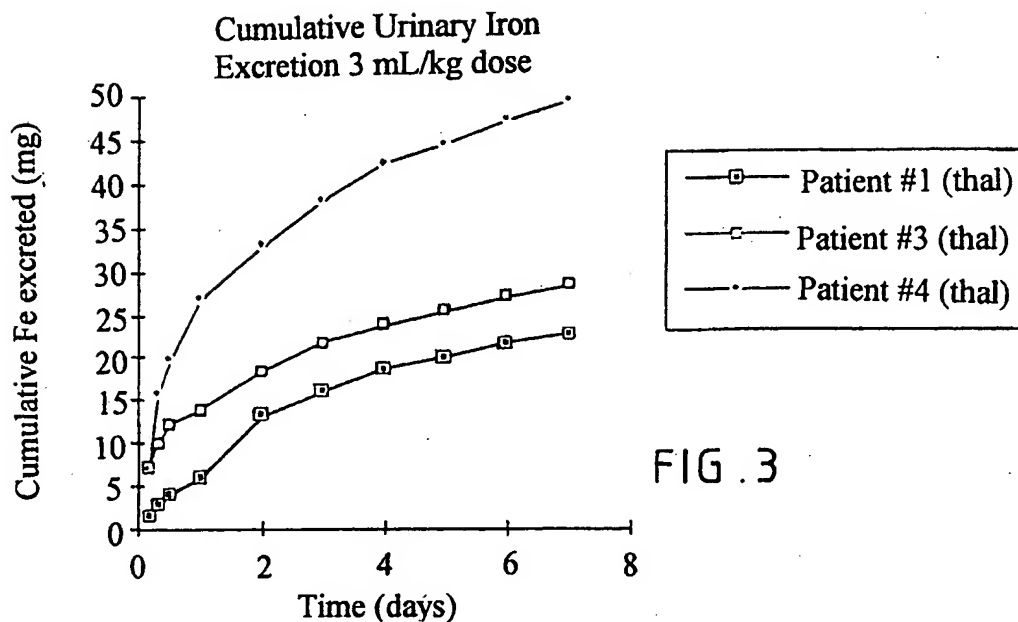 Cumulative Urinary Iron
Excretion 3 mL/kg dose
Cumulative Fe excreted (mg)
50
45
40
35
30
25
20
15
10
5
0
0 2 4 6 8
Time (days)
Patient #1 (thal)
Patient #3 (thal)
Patient #4 (thal)
FIG.3